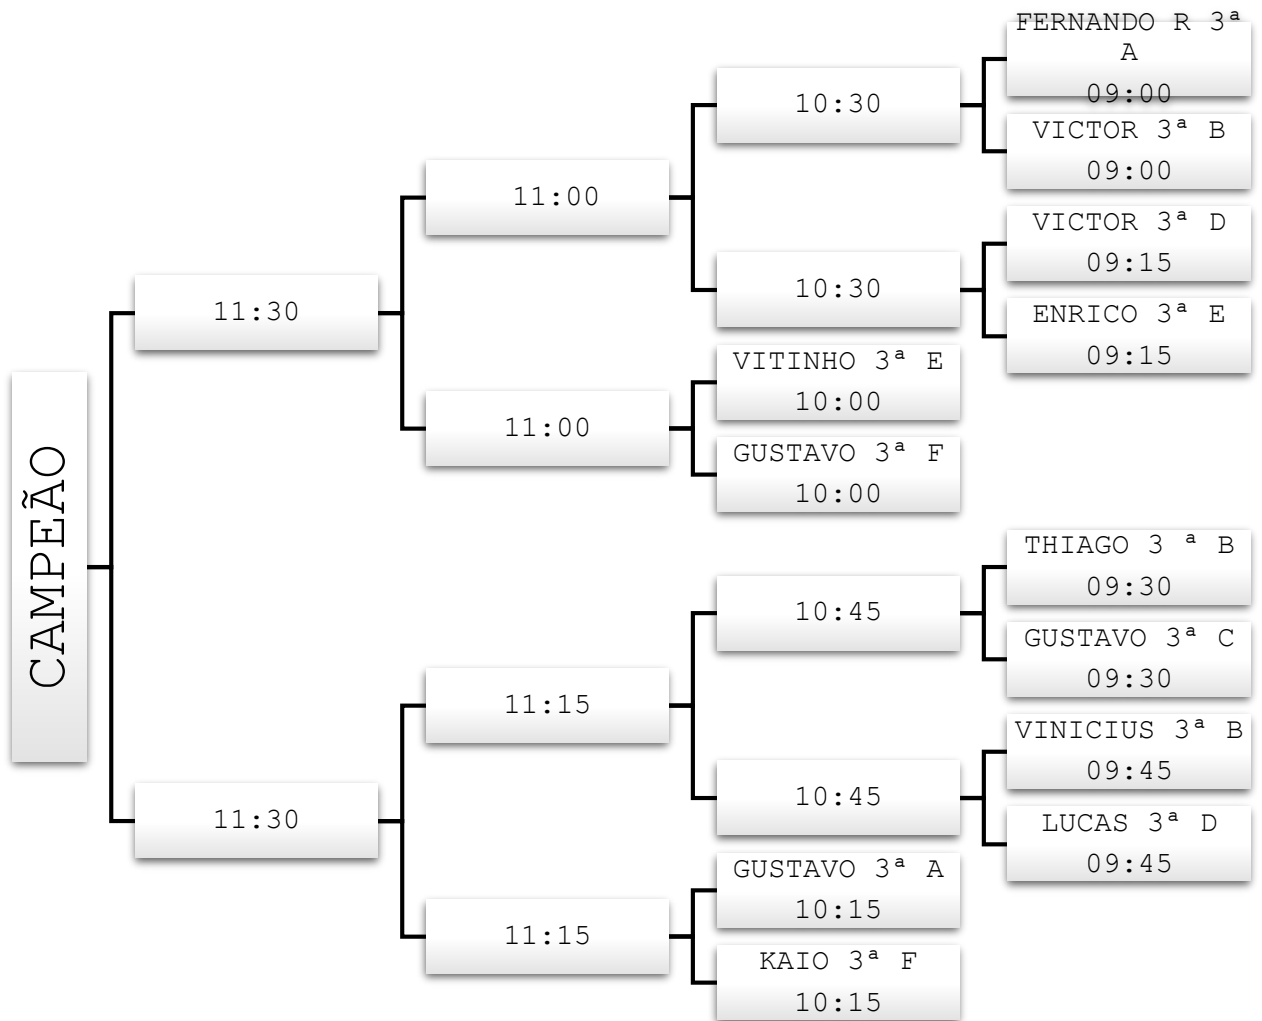 FERNANDO R 3ª
A
09:00
10:30
VICTOR 3ª B
09:00
11:00
VICTOR 3ª D
09:15
10:30
ENRICO 3ª E
09:15
11:30
VITINHO 3ª E
10:00
11:00
GUSTAVO 3ª F
10:00
CAMPEÃO
THIAGO 3 ª B
09:30
10:45
GUSTAVO 3ª C
09:30
11:15
VINICIUS 3ª B
09:45
10:45
LUCAS 3ª D
09:45
11:30
GUSTAVO 3ª A
10:15
11:15
KAIO 3ª F
10:15